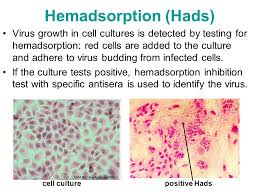 Hemadsorption (Hads)
• Virus growth in cell cultures is detected by testing for
hemadsorption: red cells are added to the culture
and adhere to virus budding from infected cells.
• If the culture tests positive, hemadsorption inhibition
test with specific antisera is used to identify the virus.
cell culture
positive Hads